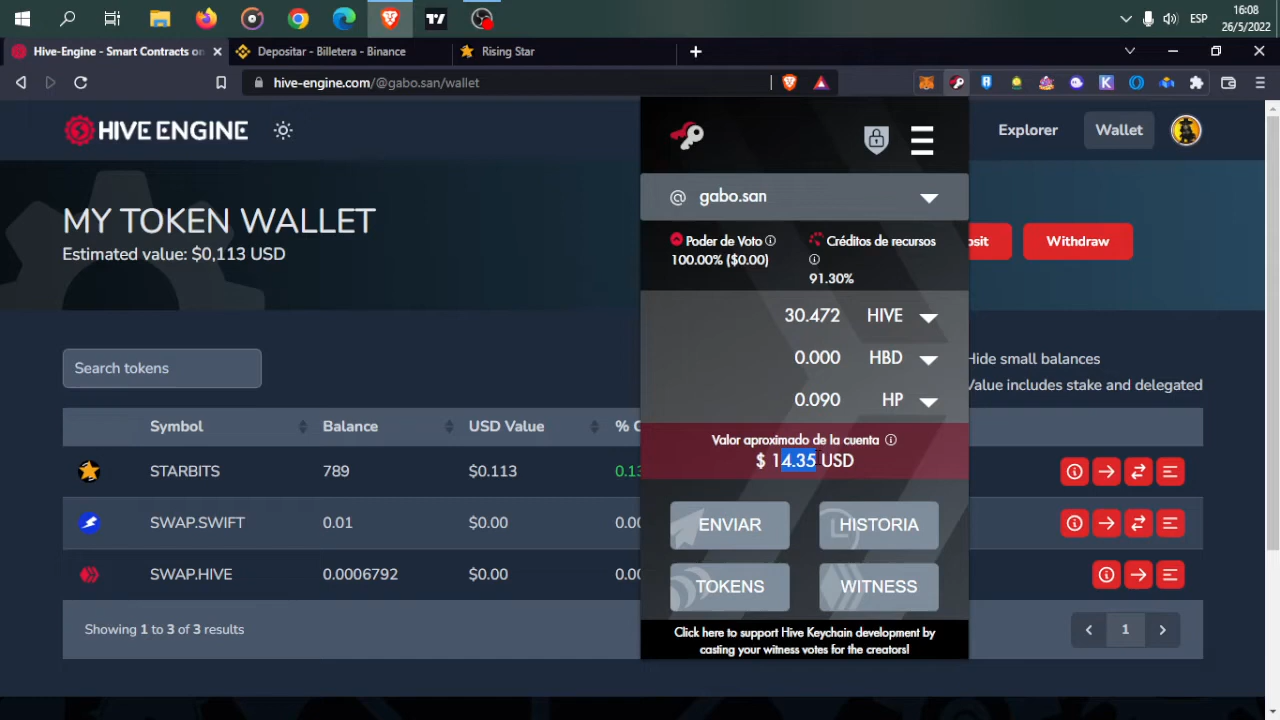 16:08
ESP
26/5/2022
Hive-Engine - Smart Contracts on
Depositar - Billetera - Binance
Rising Star
hive-engine.com/@gabo.san/wallet
HIVE ENGINE
Explorer
Wallet
MY TOKEN WALLET
Estimated value: $0,113 USD
Withdraw
@ gabo.san
Poder de Voto
100.00% ($0.00)
Créditos de recursos
91.30%
30.472 HIVE
0.000 HBD
0.090 HP
Valor aproximado de la cuenta
$ 14.35 USD
ENVIAR
HISTORIA
TOKENS
WITNESS
Click here to support Hive Keychain development by
casting your witness votes for the creators!
Search tokens
Hide small balances
Value includes stake and delegated
Symbol Balance USD Value %
STARBITS 789 $0.113 0.13
SWAP.SWIFT 0.01 $0.00 0.00
SWAP.HIVE 0.0006792 $0.00 0.00
Showing 1 to 3 of 3 results
1